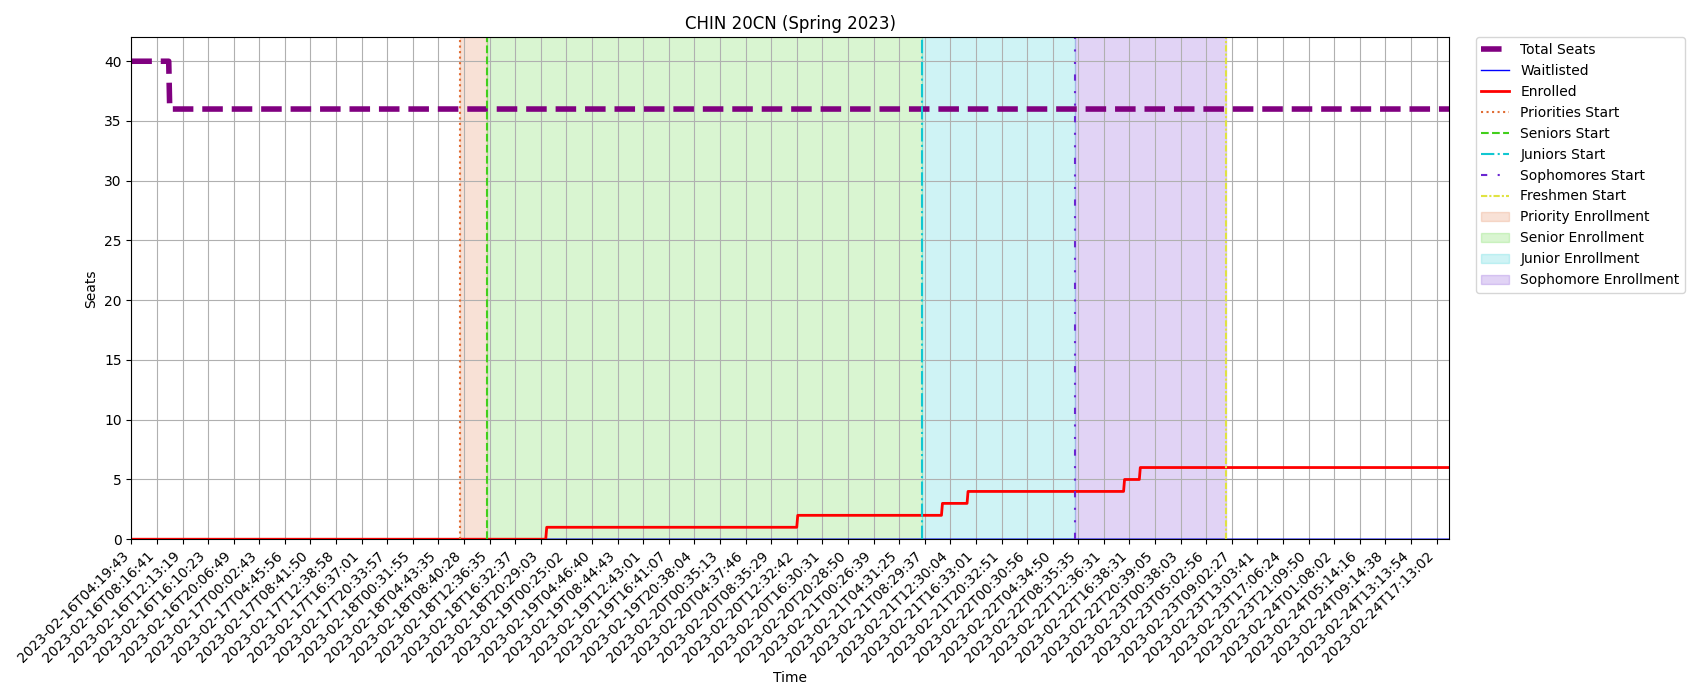 CHIN 20CN (Spring 2023)
Seats
40
35
30
25
20
15
10
5
0
2023-02-16T04:19:43
2023-02-16T08:16:41
2023-02-16T12:13:19
2023-02-16T16:10:23
2023-02-16T20:06:49
2023-02-17T00:02:43
2023-02-17T04:45:56
2023-02-17T08:41:50
2023-02-17T12:38:58
2023-02-17T16:37:01
2023-02-17T20:33:57
2023-02-18T00:31:55
2023-02-18T04:43:35
2023-02-18T08:40:28
2023-02-18T12:36:35
2023-02-18T16:32:37
2023-02-18T20:29:03
2023-02-19T00:25:02
2023-02-19T04:46:40
2023-02-19T08:44:43
2023-02-19T12:43:01
2023-02-19T16:41:07
2023-02-19T20:38:04
2023-02-20T00:35:13
2023-02-20T04:37:46
2023-02-20T08:35:29
2023-02-20T12:32:42
2023-02-20T16:30:31
2023-02-20T20:28:50
2023-02-21T00:26:39
2023-02-21T04:31:25
2023-02-21T08:29:37
2023-02-21T12:30:04
2023-02-21T16:33:01
2023-02-21T20:32:51
2023-02-22T00:30:56
2023-02-22T04:34:50
2023-02-22T08:35:35
2023-02-22T12:36:31
2023-02-22T16:38:31
2023-02-22T20:39:05
2023-02-23T00:38:03
2023-02-23T05:02:56
2023-02-23T09:02:27
2023-02-23T13:03:41
2023-02-23T17:06:24
2023-02-23T21:09:50
2023-02-24T01:08:02
2023-02-24T05:14:16
2023-02-24T09:14:38
2023-02-24T13:13:54
2023-02-24T17:13:02
Time
Total Seats
Waitlisted
Enrolled
Priorities Start
Seniors Start
Juniors Start
Sophomores Start
Freshmen Start
Priority Enrollment
Senior Enrollment
Junior Enrollment
Sophomore Enrollment